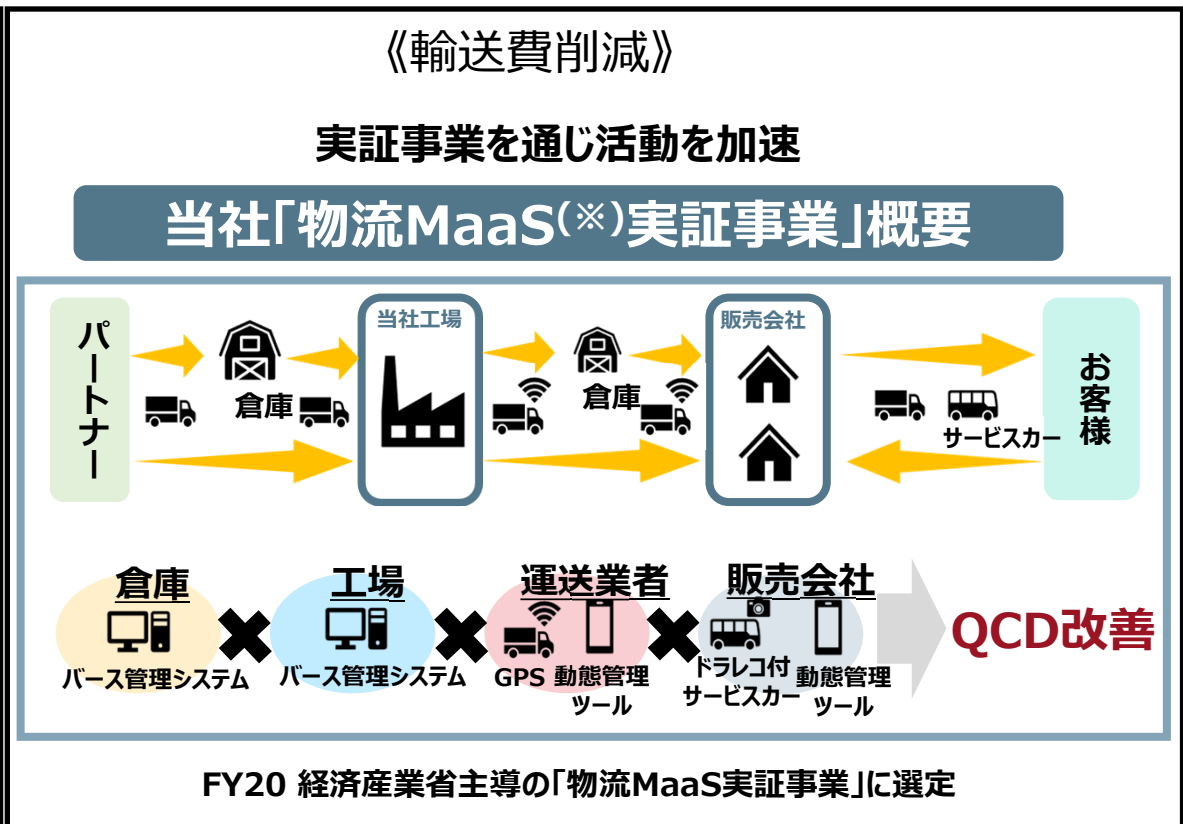 《輸送費削減》
実証事業を通じ活動を加速
当社「物流MaaS(※)実証事業」概要
パートナー
倉庫
当社工場
倉庫
販売会社
サービスカー
お客様
倉庫
バース管理システム
工場
バース管理システム
運送業者
GPS 動態管理
ツール
販売会社
ドラレコ付
サービスカー
動態管理
ツール
QCD改善
FY20 経済産業省主導の「物流MaaS実証事業」に選定